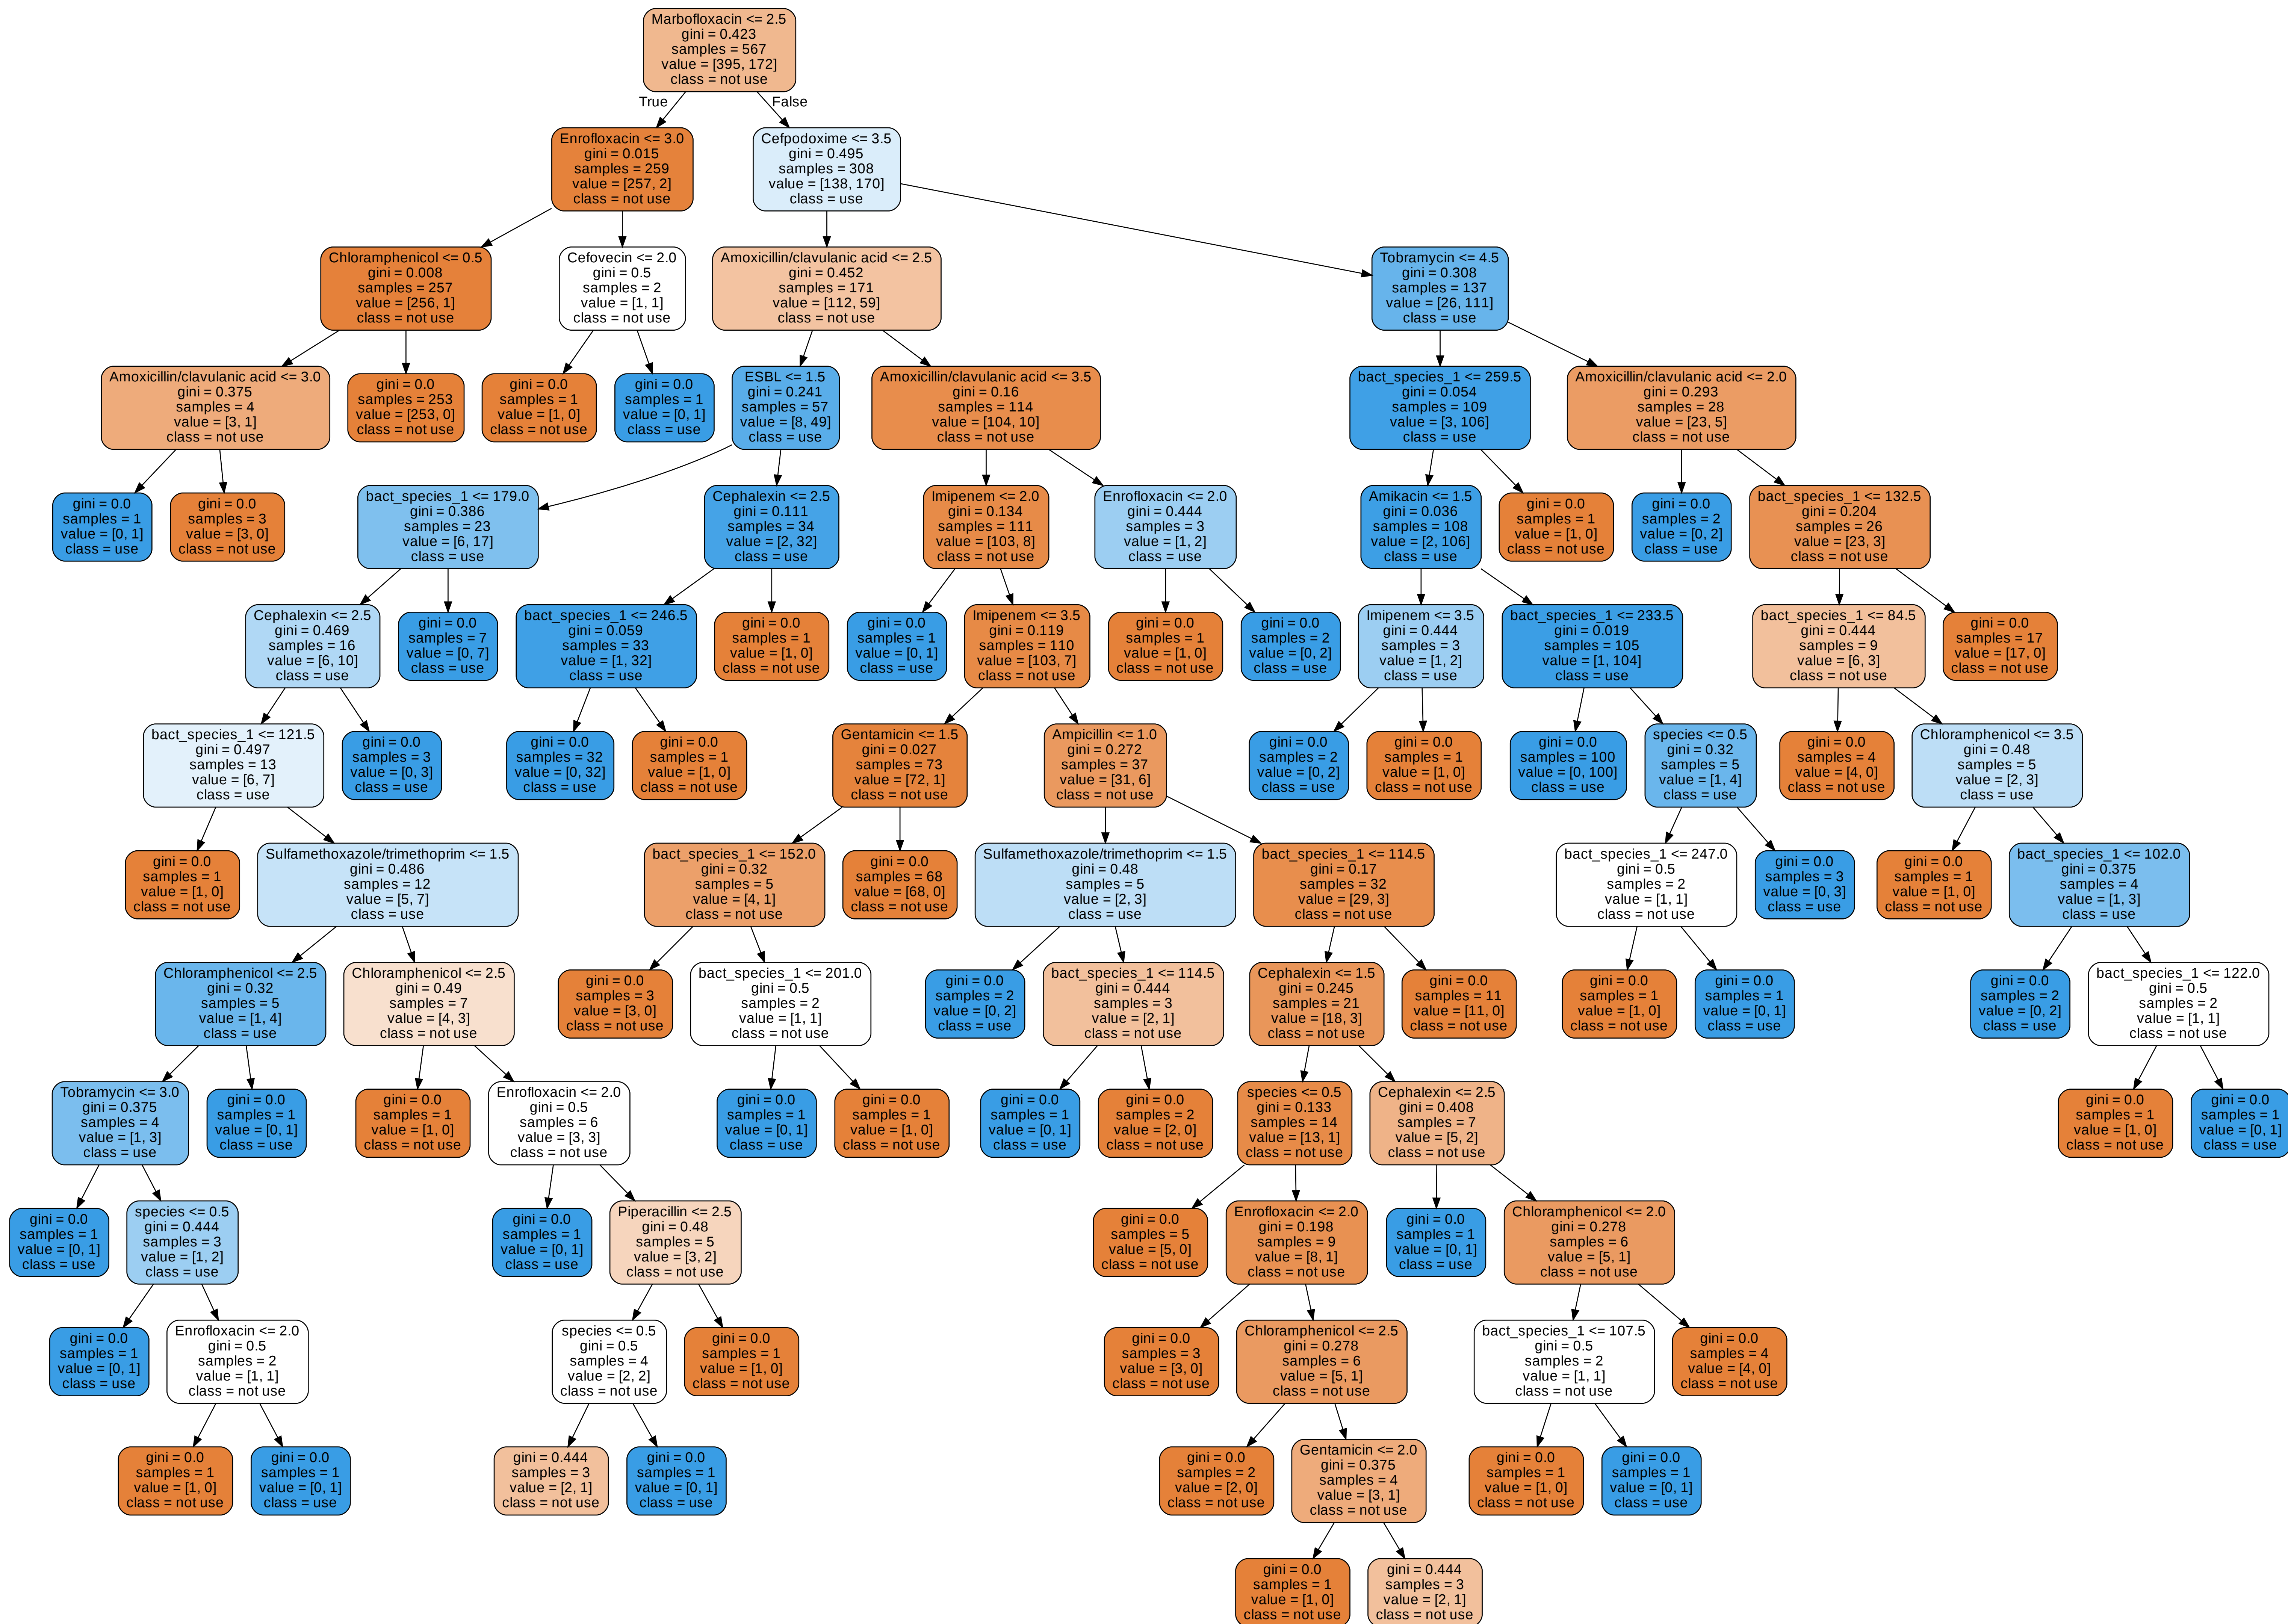 Marbofloxacin <= 2.5
gini = 0.423
samples = 567
value = [395, 172]
class = not use
True
False
Enrofloxacin <= 3.0
gini = 0.015
samples = 259
value = [257, 2]
class = not use
Cefpodoxime <= 3.5
gini = 0.495
samples = 308
value = [138, 170]
class = use
Chloramphenicol <= 0.5
gini = 0.008
samples = 257
value = [256, 1]
class = not use
Cefovecin <= 2.0
gini = 0.5
samples = 2
value = [1, 1]
class = not use
Amoxicillin/clavulanic acid <= 2.5
gini = 0.452
samples = 171
value = [112, 59]
class = not use
Tobramycin <= 4.5
gini = 0.308
samples = 137
value = [26, 111]
class = use
Amoxicillin/clavulanic acid <= 3.0
gini = 0.375
samples = 4
value = [3, 1]
class = not use
gini = 0.0
samples = 253
value = [253, 0]
class = not use
gini = 0.0
samples = 1
value = [1, 0]
class = not use
gini = 0.0
samples = 1
value = [0, 1]
class = use
ESBL <= 1.5
gini = 0.241
samples = 57
value = [8, 49]
class = use
Amoxicillin/clavulanic acid <= 3.5
gini = 0.16
samples = 114
value = [104, 10]
class = not use
bact_species_1 <= 259.5
gini = 0.054
samples = 109
value = [3, 106]
class = use
Amoxicillin/clavulanic acid <= 2.0
gini = 0.293
samples = 28
value = [23, 5]
class = not use
gini = 0.0
samples = 1
value = [0, 1]
class = use
gini = 0.0
samples = 3
value = [3, 0]
class = not use
bact_species_1 <= 179.0
gini = 0.386
samples = 23
value = [6, 17]
class = use
Cephalexin <= 2.5
gini = 0.111
samples = 34
value = [2, 32]
class = use
Imipenem <= 2.0
gini = 0.134
samples = 111
value = [103, 8]
class = not use
Enrofloxacin <= 2.0
gini = 0.444
samples = 3
value = [1, 2]
class = use
Amikacin <= 1.5
gini = 0.036
samples = 108
value = [2, 106]
class = use
gini = 0.0
samples = 1
value = [1, 0]
class = not use
gini = 0.0
samples = 2
value = [0, 2]
class = use
bact_species_1 <= 132.5
gini = 0.204
samples = 26
value = [23, 3]
class = not use
Cephalexin <= 2.5
gini = 0.469
samples = 16
value = [6, 10]
class = use
gini = 0.0
samples = 7
value = [0, 7]
class = use
bact_species_1 <= 246.5
gini = 0.059
samples = 33
value = [1, 32]
class = use
gini = 0.0
samples = 1
value = [1, 0]
class = not use
gini = 0.0
samples = 1
value = [0, 1]
class = use
Imipenem <= 3.5
gini = 0.119
samples = 110
value = [103, 7]
class = not use
gini = 0.0
samples = 1
value = [1, 0]
class = not use
gini = 0.0
samples = 2
value = [0, 2]
class = use
Imipenem <= 3.5
gini = 0.444
samples = 3
value = [1, 2]
class = use
bact_species_1 <= 233.5
gini = 0.019
samples = 105
value = [1, 104]
class = use
bact_species_1 <= 84.5
gini = 0.444
samples = 9
value = [6, 3]
class = not use
gini = 0.0
samples = 17
value = [17, 0]
class = not use
bact_species_1 <= 121.5
gini = 0.497
samples = 13
value = [6, 7]
class = use
gini = 0.0
samples = 3
value = [0, 3]
class = use
gini = 0.0
samples = 32
value = [0, 32]
class = use
gini = 0.0
samples = 1
value = [1, 0]
class = not use
Gentamicin <= 1.5
gini = 0.027
samples = 73
value = [72, 1]
class = not use
Ampicillin <= 1.0
gini = 0.272
samples = 37
value = [31, 6]
class = not use
gini = 0.0
samples = 2
value = [0, 2]
class = use
gini = 0.0
samples = 1
value = [1, 0]
class = not use
gini = 0.0
samples = 100
value = [0, 100]
class = use
species <= 0.5
gini = 0.32
samples = 5
value = [1, 4]
class = use
gini = 0.0
samples = 4
value = [4, 0]
class = not use
Chloramphenicol <= 3.5
gini = 0.48
samples = 5
value = [2, 3]
class = use
gini = 0.0
samples = 1
value = [1, 0]
class = not use
Sulfamethoxazole/trimethoprim <= 1.5
gini = 0.486
samples = 12
value = [5, 7]
class = use
bact_species_1 <= 152.0
gini = 0.32
samples = 5
value = [4, 1]
class = not use
gini = 0.0
samples = 68
value = [68, 0]
class = not use
Sulfamethoxazole/trimethoprim <= 1.5
gini = 0.48
samples = 5
value = [2, 3]
class = use
bact_species_1 <= 114.5
gini = 0.17
samples = 32
value = [29, 3]
class = not use
bact_species_1 <= 247.0
gini = 0.5
samples = 2
value = [1, 1]
class = not use
gini = 0.0
samples = 3
value = [0, 3]
class = use
gini = 0.0
samples = 1
value = [1, 0]
class = not use
bact_species_1 <= 102.0
gini = 0.375
samples = 4
value = [1, 3]
class = use
Chloramphenicol <= 2.5
gini = 0.32
samples = 5
value = [1, 4]
class = use
Chloramphenicol <= 2.5
gini = 0.49
samples = 7
value = [4, 3]
class = not use
gini = 0.0
samples = 3
value = [3, 0]
class = not use
bact_species_1 <= 201.0
gini = 0.5
samples = 2
value = [1, 1]
class = not use
gini = 0.0
samples = 2
value = [0, 2]
class = use
bact_species_1 <= 114.5
gini = 0.444
samples = 3
value = [2, 1]
class = not use
Cephalexin <= 1.5
gini = 0.245
samples = 21
value = [18, 3]
class = not use
gini = 0.0
samples = 11
value = [11, 0]
class = not use
gini = 0.0
samples = 1
value = [1, 0]
class = not use
gini = 0.0
samples = 1
value = [0, 1]
class = use
gini = 0.0
samples = 2
value = [0, 2]
class = use
bact_species_1 <= 122.0
gini = 0.5
samples = 2
value = [1, 1]
class = not use
Tobramycin <= 3.0
gini = 0.375
samples = 4
value = [1, 3]
class = use
gini = 0.0
samples = 1
value = [0, 1]
class = use
gini = 0.0
samples = 1
value = [1, 0]
class = not use
Enrofloxacin <= 2.0
gini = 0.5
samples = 6
value = [3, 3]
class = not use
gini = 0.0
samples = 1
value = [0, 1]
class = use
gini = 0.0
samples = 1
value = [1, 0]
class = not use
gini = 0.0
samples = 1
value = [0, 1]
class = use
gini = 0.0
samples = 2
value = [2, 0]
class = not use
species <= 0.5
gini = 0.133
samples = 14
value = [13, 1]
class = not use
Cephalexin <= 2.5
gini = 0.408
samples = 7
value = [5, 2]
class = not use
gini = 0.0
samples = 1
value = [1, 0]
class = not use
gini = 0.0
samples = 1
value = [0, 1]
class = use
gini = 0.0
samples = 1
value = [0, 1]
class = use
species <= 0.5
gini = 0.444
samples = 3
value = [1, 2]
class = use
gini = 0.0
samples = 1
value = [0, 1]
class = use
Piperacillin <= 2.5
gini = 0.48
samples = 5
value = [3, 2]
class = not use
gini = 0.0
samples = 5
value = [5, 0]
class = not use
Enrofloxacin <= 2.0
gini = 0.198
samples = 9
value = [8, 1]
class = not use
gini = 0.0
samples = 1
value = [0, 1]
class = use
Chloramphenicol <= 2.0
gini = 0.278
samples = 6
value = [5, 1]
class = not use
gini = 0.0
samples = 1
value = [0, 1]
class = use
Enrofloxacin <= 2.0
gini = 0.5
samples = 2
value = [1, 1]
class = not use
species <= 0.5
gini = 0.5
samples = 4
value = [2, 2]
class = not use
gini = 0.0
samples = 1
value = [1, 0]
class = not use
gini = 0.0
samples = 3
value = [3, 0]
class = not use
Chloramphenicol <= 2.5
gini = 0.278
samples = 6
value = [5, 1]
class = not use
bact_species_1 <= 107.5
gini = 0.5
samples = 2
value = [1, 1]
class = not use
gini = 0.0
samples = 4
value = [4, 0]
class = not use
gini = 0.0
samples = 1
value = [1, 0]
class = not use
gini = 0.0
samples = 1
value = [0, 1]
class = use
gini = 0.444
samples = 3
value = [2, 1]
class = not use
gini = 0.0
samples = 1
value = [0, 1]
class = use
gini = 0.0
samples = 2
value = [2, 0]
class = not use
Gentamicin <= 2.0
gini = 0.375
samples = 4
value = [3, 1]
class = not use
gini = 0.0
samples = 1
value = [1, 0]
class = not use
gini = 0.0
samples = 1
value = [0, 1]
class = use
gini = 0.0
samples = 1
value = [1, 0]
class = not use
gini = 0.444
samples = 3
value = [2, 1]
class = not use